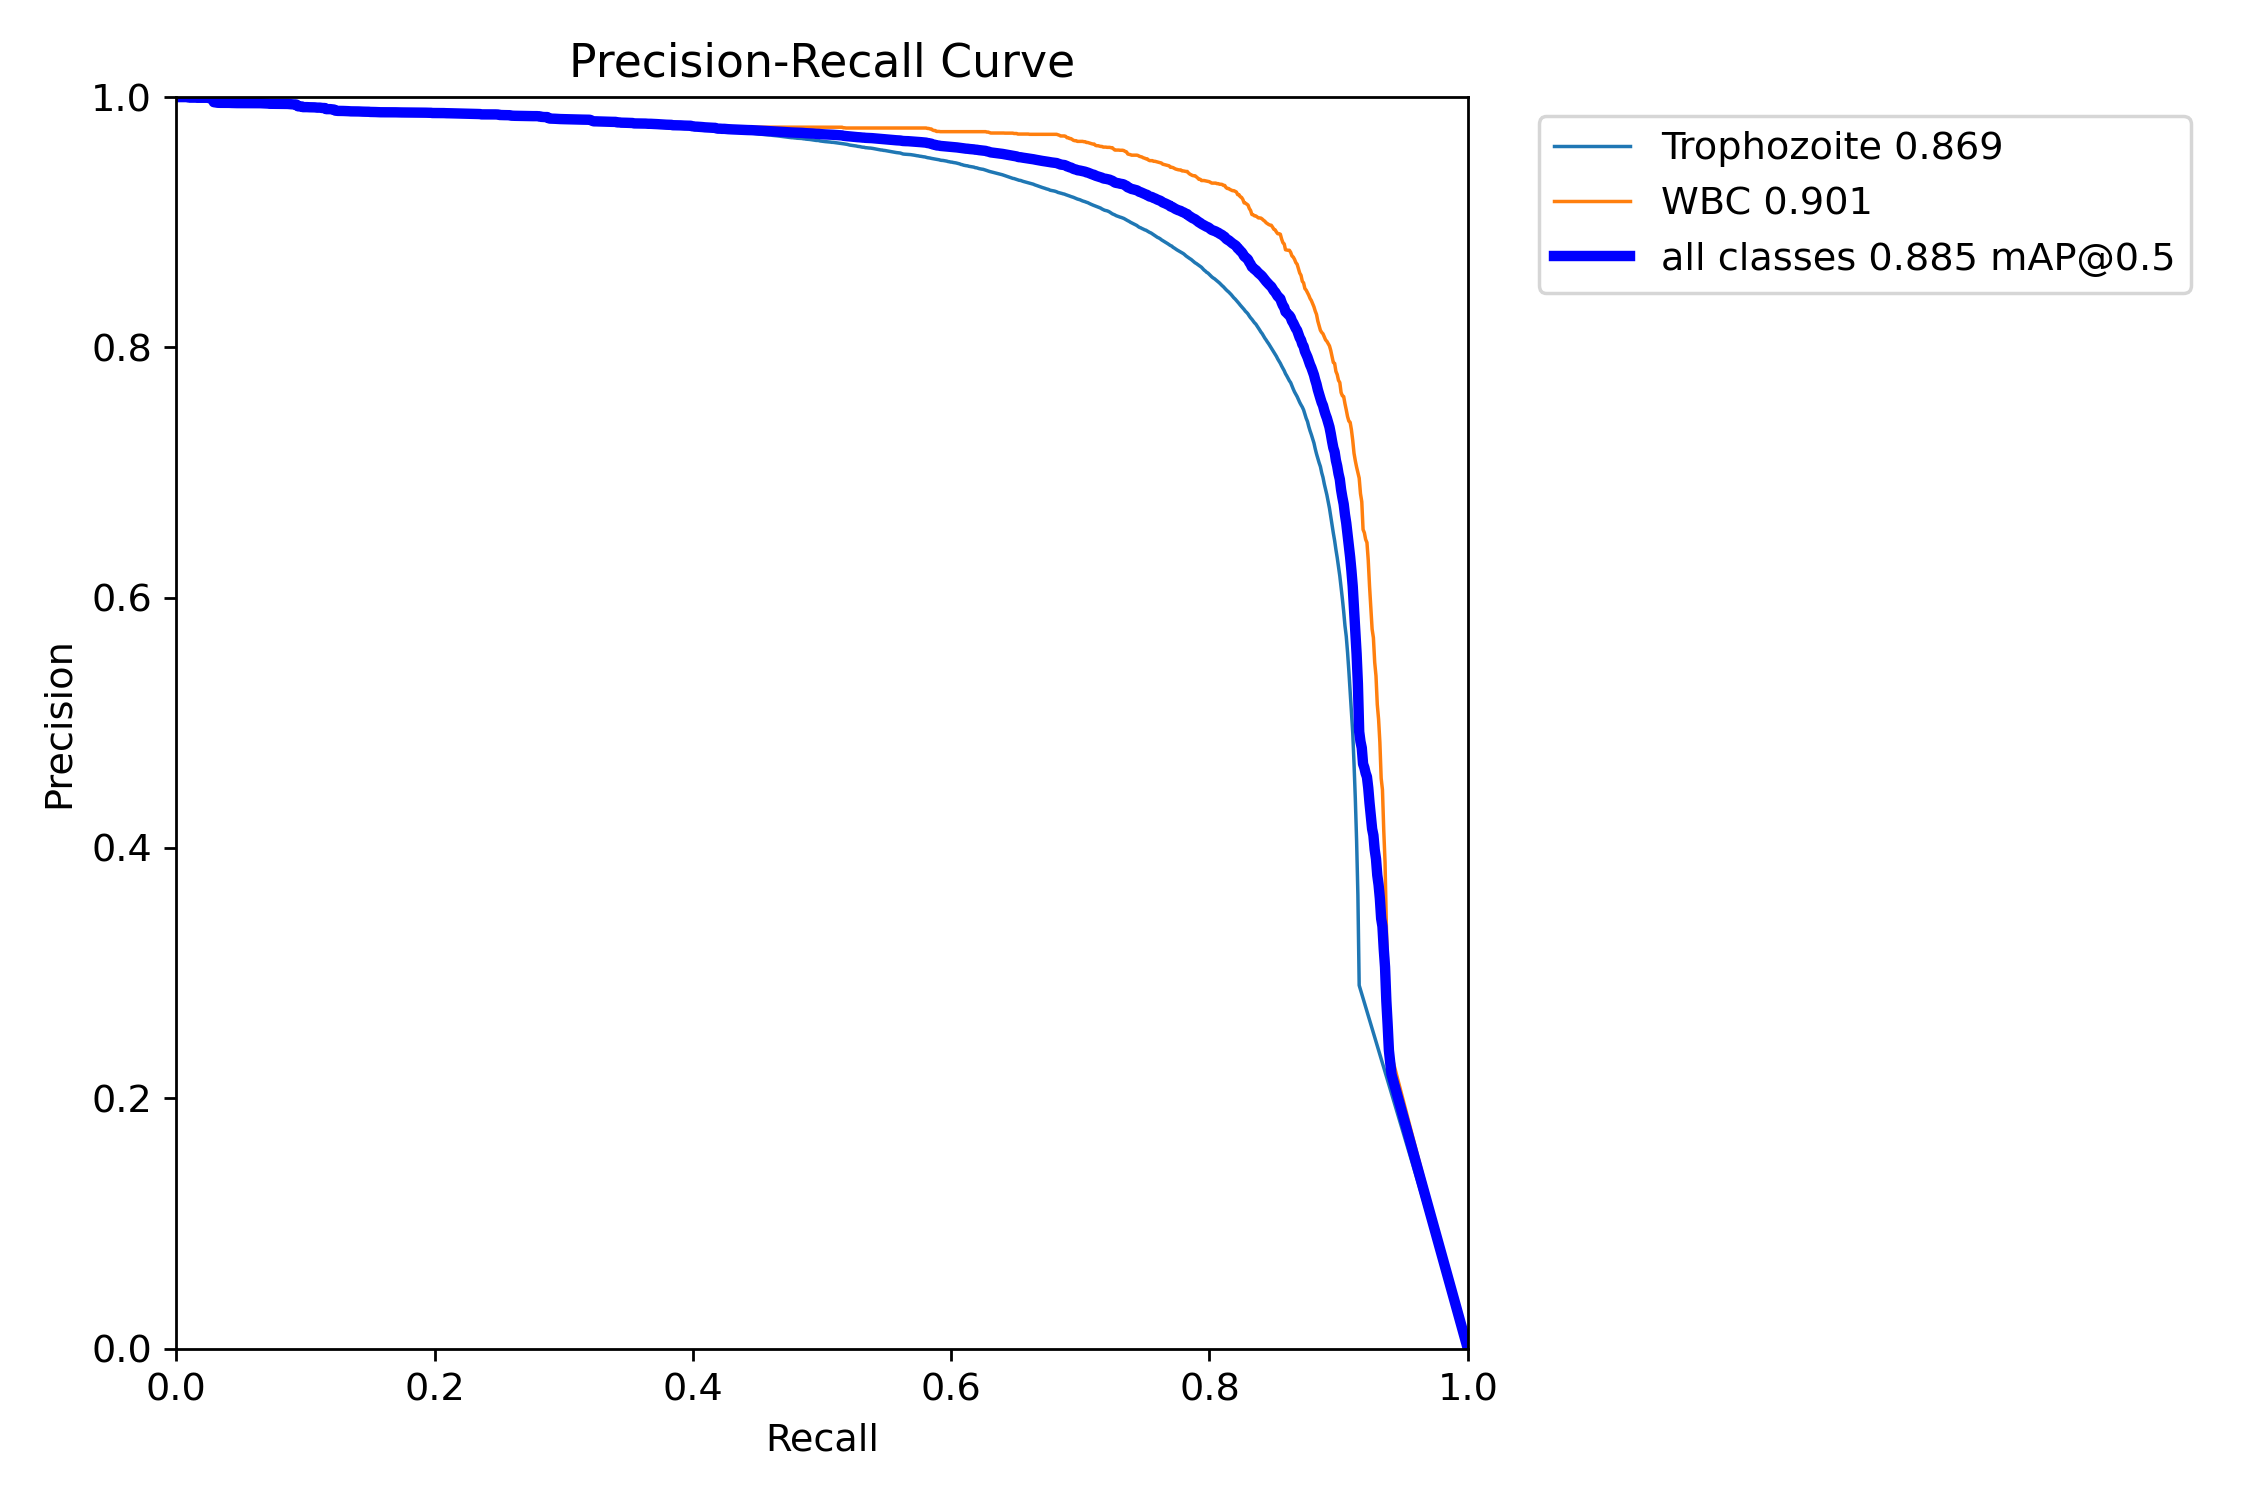 Precision-Recall Curve
1.0
0.8
0.6
0.4
0.2
0.0
Precision
0.0 0.2 0.4 0.6 0.8 1.0
Recall
Trophozoite 0.869
WBC 0.901
all classes 0.885 mAP@0.5